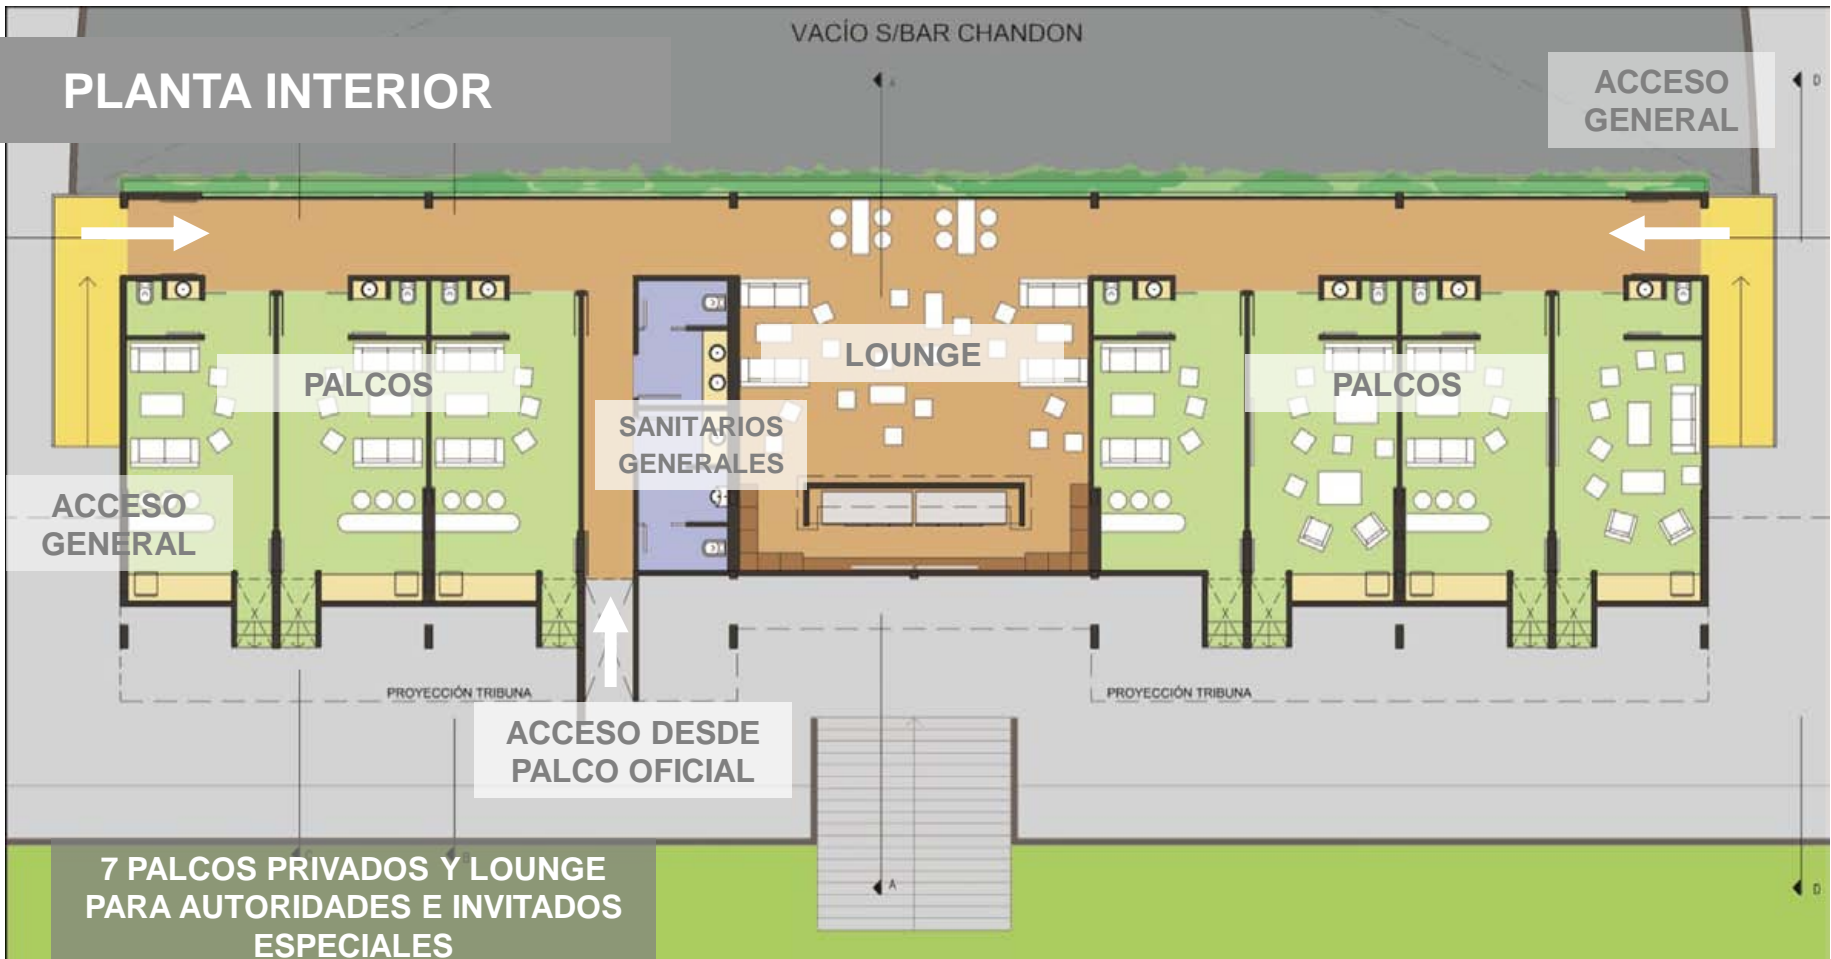 VACÍO S/BAR CHANDON
PLANTA INTERIOR
ACCESO
GENERAL
D
LOUNGE
PALCOS
PALCOS
SANITARIOS
GENERALES
ACCESO
GENERAL
PROYECCIÓN TRIBUNA
PROYECCIÓN TRIBUNA
ACCESO DESDE
PALCO OFICIAL
7 PALCOS PRIVADOS Y LOUNGE
PARA AUTORIDADES E INVITADOS
ESPECIALES
A
D